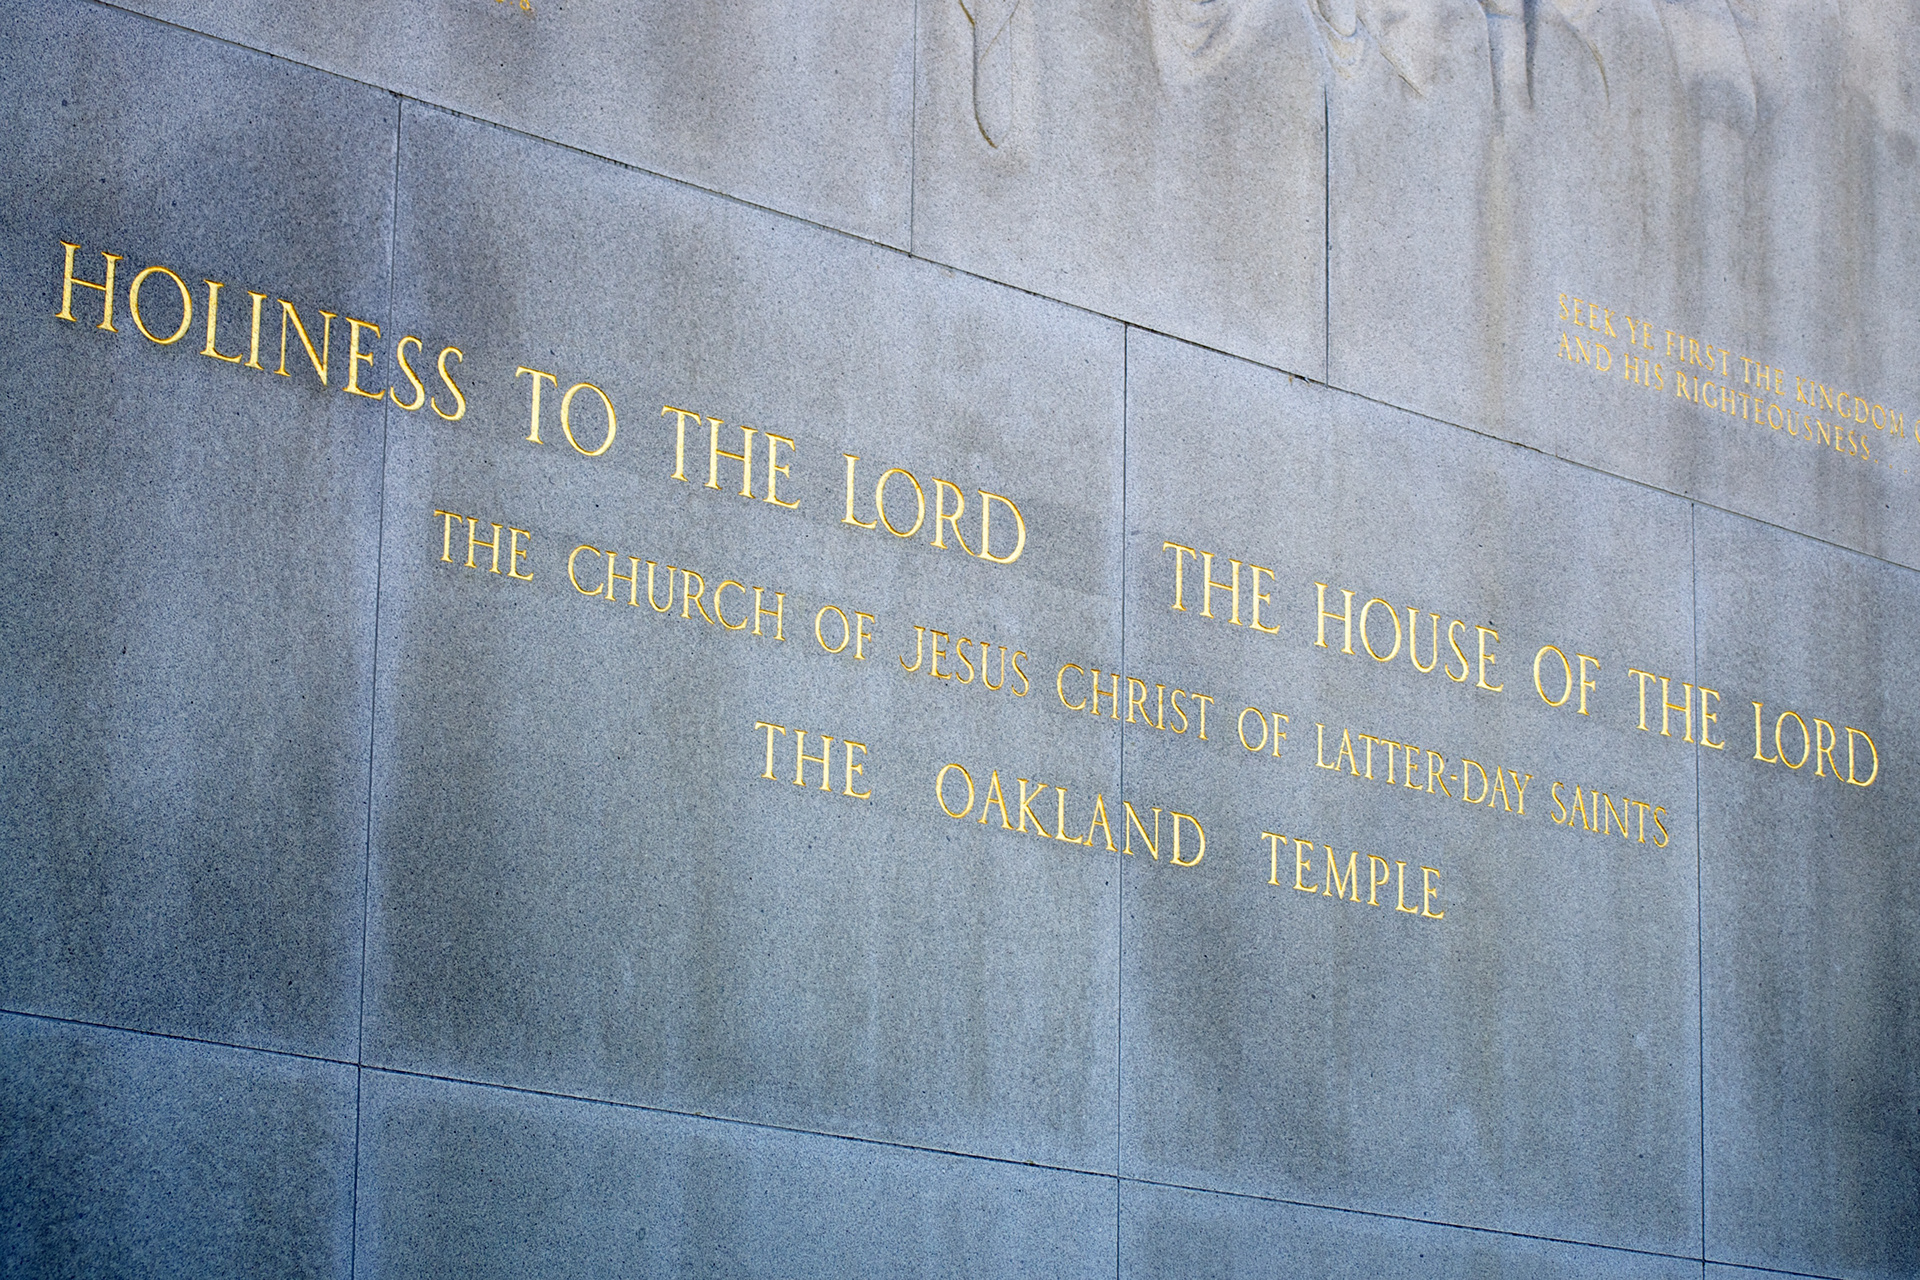 SEEK YE FIRST THE KINGDOM
AND HIS RIGHTEOUSNESS....
HOLINESS TO THE LORD THE HOUSE OF THE LORD
THE CHURCH OF JESUS CHRIST OF LATTER-DAY SAINTS
THE OAKLAND TEMPLE